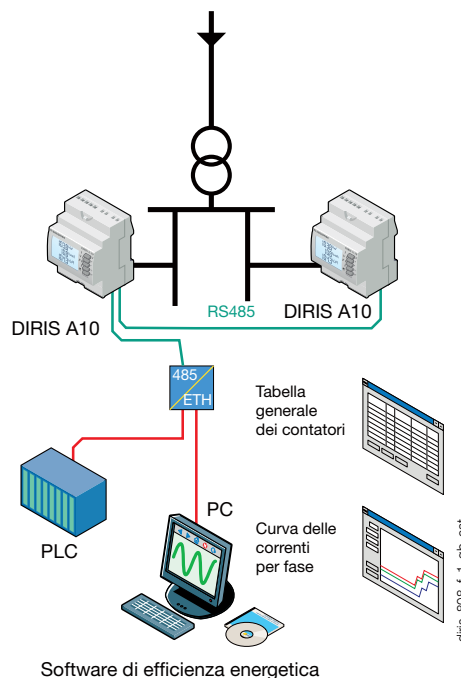 RS485
DIRIS A10
DIRIS A10
485
ETH
Tabella
generale
dei contatori
PLC
PC
Curva delle
correnti
per fase
Software di efficienza energetica